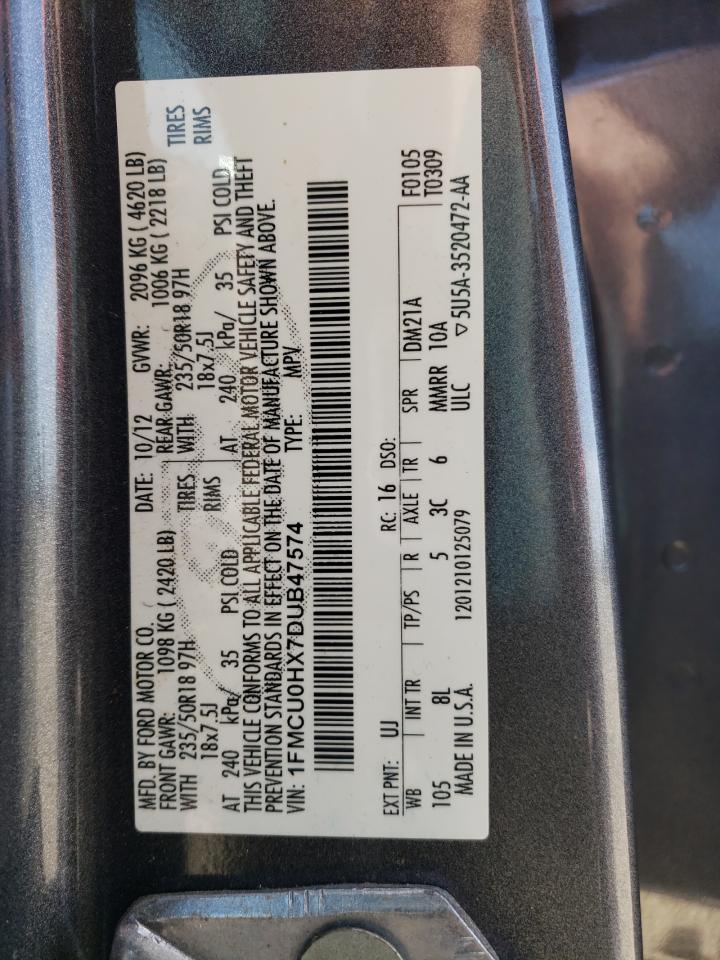 MFD. BY FORD MOTOR CO. DATE: 10/12 GVWR: 2096 KG ( 4620 LB)
FRONT GAWR: 1098 KG ( 2420 LB) REAR GAWR: 1006 KG ( 2218 LB)
WITH 235/50R18 97H TIRES WITH 235/50R18 97H TIRES
18x7.5J RIMS 18x7.5J RIMS
AT 240 kPa/ 35 PSI COLD AT 240 kPa/ 35 PSI COLD
THIS VEHICLE CONFORMS TO ALL APPLICABLE FEDERAL MOTOR VEHICLE SAFETY AND THEFT
PREVENTION STANDARDS IN EFFECT ON THE DATE OF MANUFACTURE SHOWN ABOVE.
VIN: 1FMCU0HX7DUB47574 TYPE: MPV
EXT PNT: UJ RC: 16 DSO: F0105
WB INT TR TP/PS R AXLE TR SPR DM21A T0309
105 8L 5 3C 6 MMRR 10A
MADE IN U.S.A. 1201210125079 ULC ▽5U5A-3520472-AA